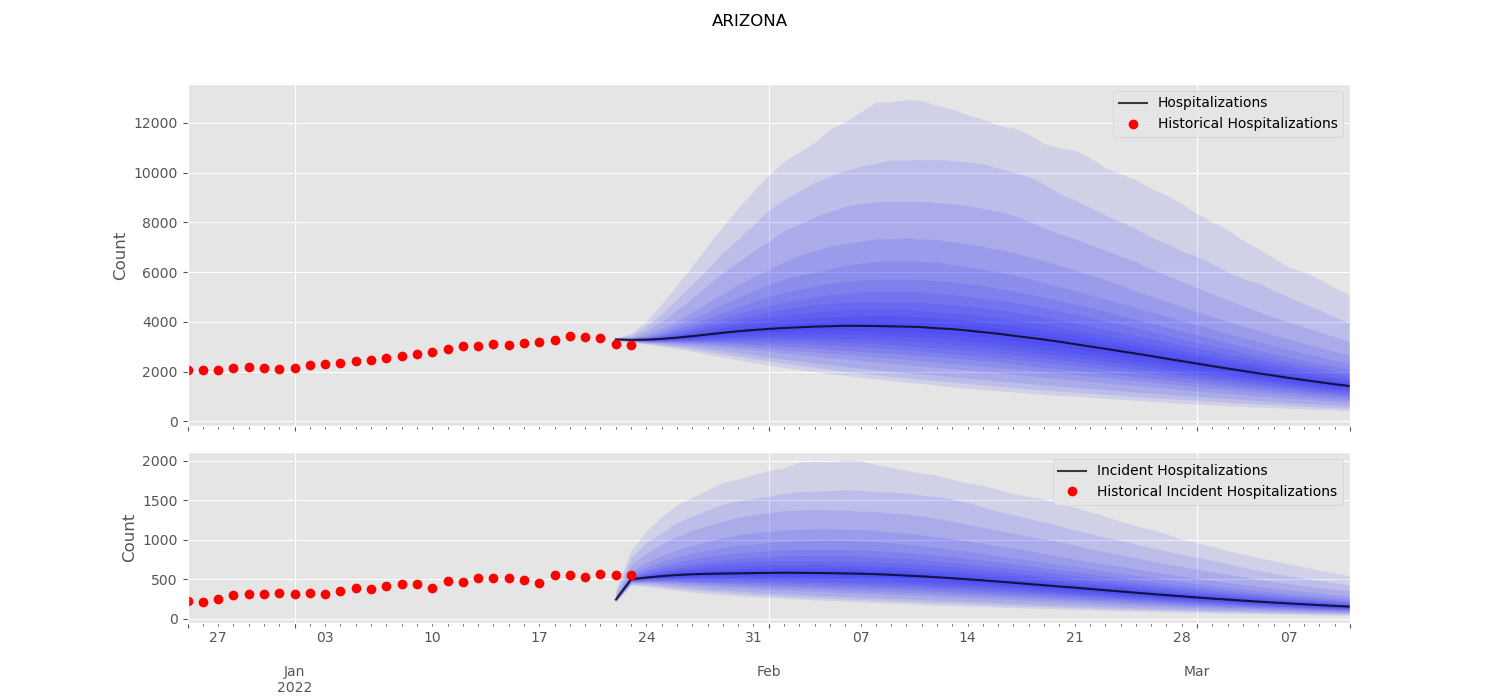 ARIZONA
Hospitalizations
Historical Hospitalizations
12000
10000
8000
6000
4000
2000
0
Count
Incident Hospitalizations
Historical Incident Hospitalizations
2000
1500
1000
500
0
Count
27 03 10 17 24 31 07 14 21 28 07
Jan Feb Mar
2022